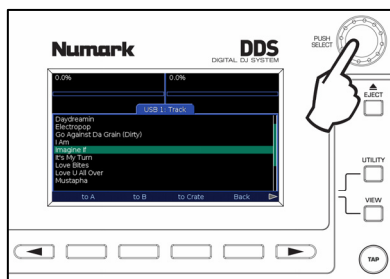 Numark
DDS
DIGITAL DJ SYSTEM
PUSH
SELECT
0.0%
0.0%
USB 1: Track
Daydreamin
Electropop
Go Against Da Grain (Dirty)
I Am
Imagine If
It's My Turn
Love Bites
Love U All Over
Mustapha
to A
to B
to Crate
Back
EJECT
UTILITY
VIEW
TAP